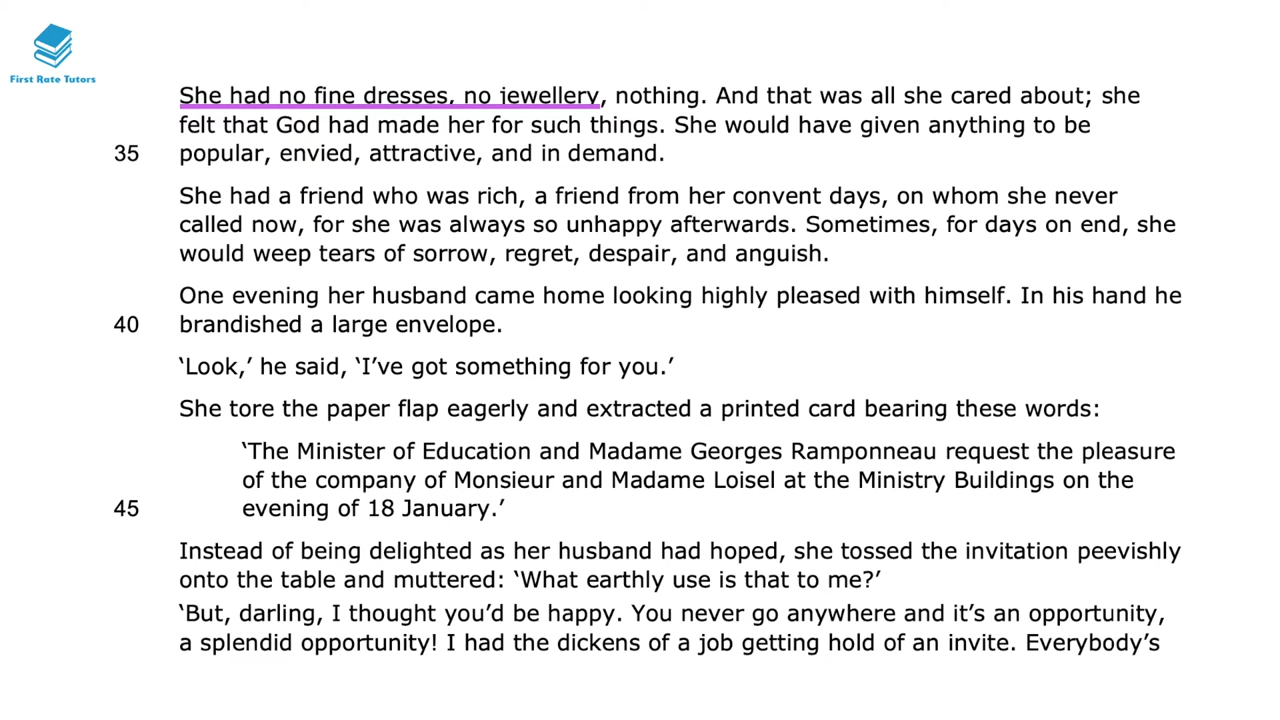 First Rate Tutors
She had no fine dresses, no jewellery, nothing. And that was all she cared about; she
felt that God had made her for such things. She would have given anything to be
35 popular, envied, attractive, and in demand.
She had a friend who was rich, a friend from her convent days, on whom she never
called now, for she was always so unhappy afterwards. Sometimes, for days on end, she
would weep tears of sorrow, regret, despair, and anguish.
One evening her husband came home looking highly pleased with himself. In his hand he
40 brandished a large envelope.
‘Look,’ he said, ‘I’ve got something for you.’
She tore the paper flap eagerly and extracted a printed card bearing these words:
‘The Minister of Education and Madame Georges Ramponneau request the pleasure
of the company of Monsieur and Madame Loisel at the Ministry Buildings on the
45 evening of 18 January.’
Instead of being delighted as her husband had hoped, she tossed the invitation peevishly
onto the table and muttered: ‘What earthly use is that to me?’
‘But, darling, I thought you’d be happy. You never go anywhere and it’s an opportunity,
a splendid opportunity! I had the dickens of a job getting hold of an invite. Everybody’s